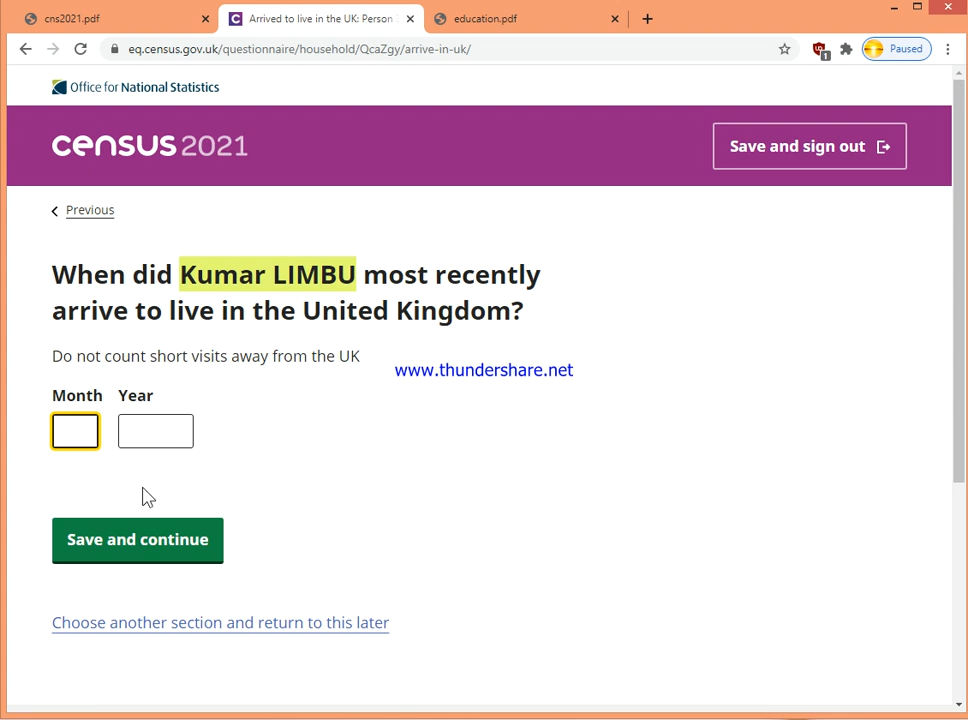 cns2021.pdf
Arrived to live in the UK: Person
education.pdf
eq.census.gov.uk/questionnaire/household/QcaZgy/arrive-in-uk/
1
Paused
Office for National Statistics
census 2021
Save and sign out
Previous
When did Kumar LIMBU most recently
arrive to live in the United Kingdom?
Do not count short visits away from the UK
www.thundershare.net
Month Year
Save and continue
Choose another section and return to this later